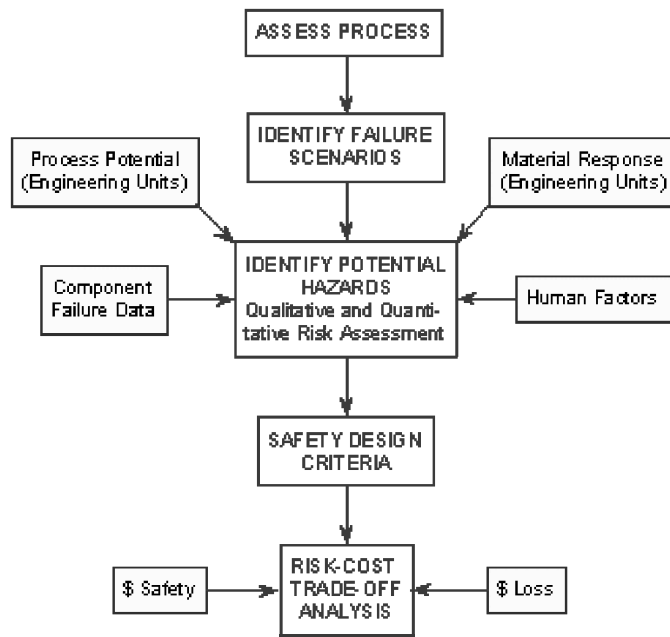 ASSESS PROCESS
IDENTIFY FAILURE
SCENARIOS
Process Potential
(Engineering Units)
Material Response
(Engineering Units)
IDENTIFY POTENTIAL
HAZARDS
Qualitative and Quanti-
tative Risk Assessment
Component
Failure Data
Human Factors
SAFETY DESIGN
CRITERIA
RISK-COST
TRADE-OFF
ANALYSIS
$ Safety
$ Loss